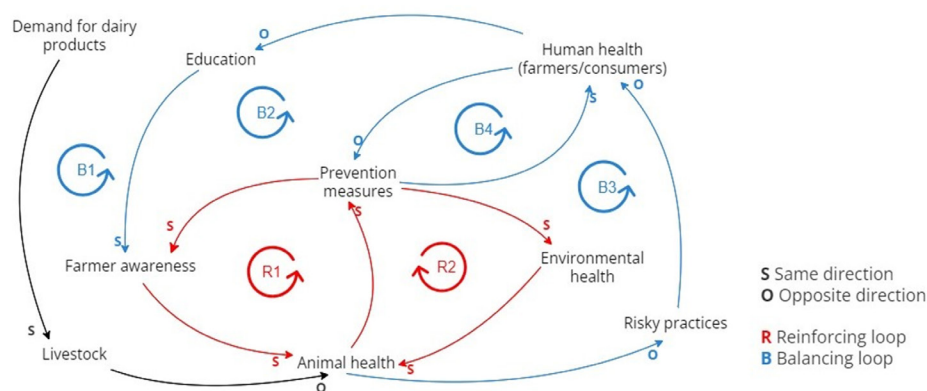 Demand for dairy
products
O
Education
Human health
(farmers/consumers)
O
S
B2
B4
O
B1
Prevention
measures
S
B3
S
S
S
Farmer awareness
R1
R2
Environmental
health
S Same direction
O Opposite direction
Risky practices
S
R Reinforcing loop
Livestock
O
B Balancing loop
S
Animal health
S
O